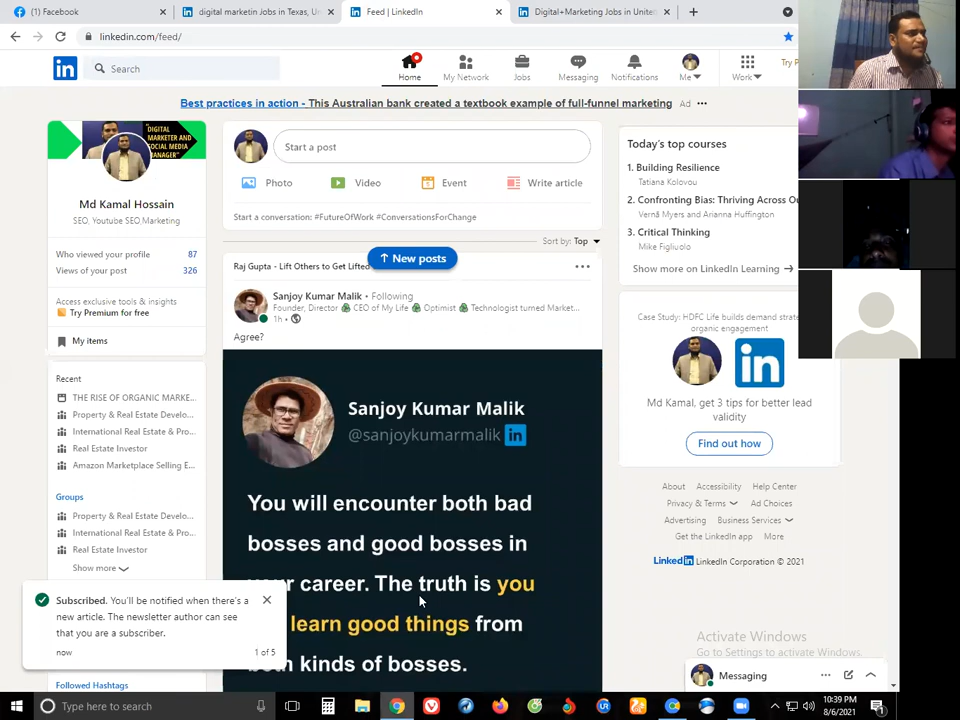 (1) Facebook
digital marketin Jobs in Texas, Un
Feed | LinkedIn
Digital+Marketing Jobs in Unite
linkedin.com/feed/
Search
Home
My Network
Jobs
Messaging
Notifications
Me
Work
Try P
Best practices in action - This Australian bank created a textbook example of full-funnel marketing Ad
"DIGITAL
MARKETER AND
SOCIAL MEDIA
MANAGER"
Md Kamal Hossain
SEO, Youtube SEO,Marketing
Who viewed your profile 87
Views of your post 326
Access exclusive tools & insights
Try Premium for free
My items
Recent
THE RISE OF ORGANIC MARKE...
Property & Real Estate Develo...
International Real Estate & Pro...
Real Estate Investor
Amazon Marketplace Selling E...
Groups
Property & Real Estate Develo...
International Real Estate & Pro...
Real Estate Investor
Show more
Subscribed. You'll be notified when there's a
new article. The newsletter author can see
that you are a subscriber.
now
1 of 5
Followed Hashtags
Start a post
Photo
Video
Event
Write article
Start a conversation: #FutureOfWork #ConversationsForChange
Sort by: Top
New posts
Raj Gupta - Lift Others to Get Lifted
Sanjoy Kumar Malik • Following
Founder, Director CEO of My Life Optimist Technologist turned Market...
1h •
Agree?
Sanjoy Kumar Malik
@sanjoykumarmalik in
You will encounter both bad
bosses and good bosses in
career. The truth is you
learn good things from
kinds of bosses.
Today's top courses
1. Building Resilience
Tatiana Kolovou
2. Confronting Bias: Thriving Across Ou
Vernā Myers and Arianna Huffington
3. Critical Thinking
Mike Figliuolo
Show more on LinkedIn Learning
Case Study: HDFC Life builds demand strate
organic engagement
in
Md Kamal, get 3 tips for better lead
validity
Find out how
About Accessibility Help Center
Privacy & Terms Ad Choices
Advertising Business Services
Get the LinkedIn app More
LinkedIn LinkedIn Corporation © 2021
Activate Windows
Go to Settings to activate Windows.
Messaging
Type here to search
10:39 PM
8/6/2021